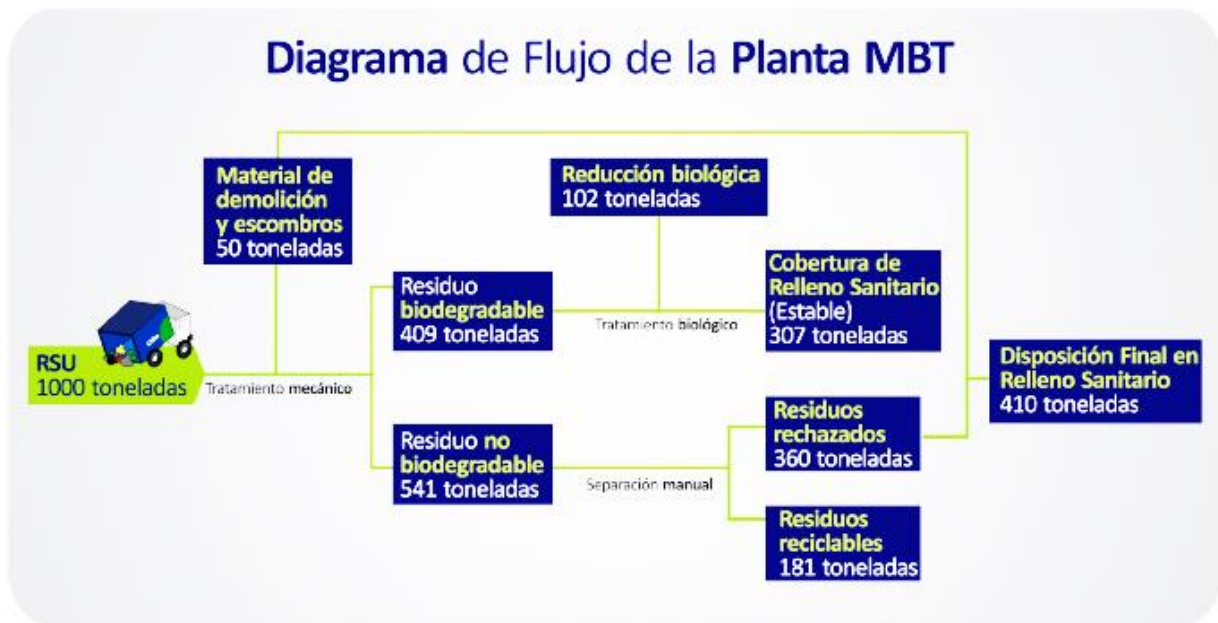 Diagrama de Flujo de la Planta MBT
Material de
demolición
y escombros
50 toneladas
Reducción biológica
102 toneladas
Residuo
biodegradable
409 toneladas
Tratamiento biológico
Cobertura de
Relleno Sanitario
(Estable)
307 toneladas
RSU
1000 toneladas
Tratamiento mecánico
Disposición Final en
Relleno Sanitario
410 toneladas
Residuo no
biodegradable
541 toneladas
Separación manual
Residuos
rechazados
360 toneladas
Residuos
reciclables
181 toneladas